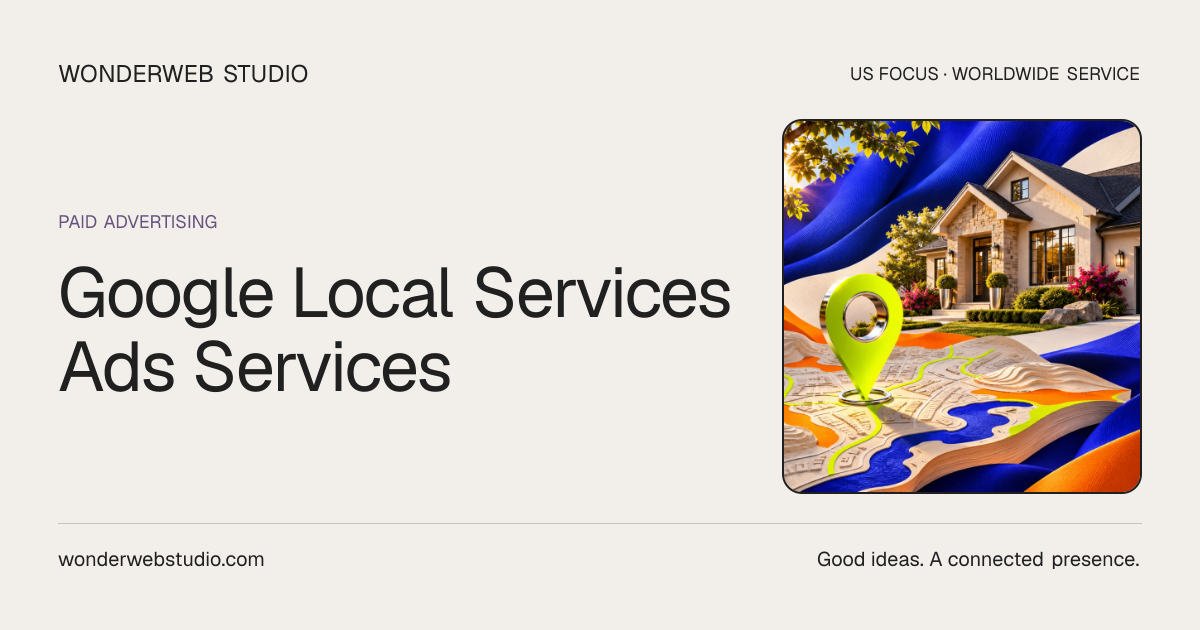 WONDERWEB STUDIO
US FOCUS · WORLDWIDE SERVICE
PAID ADVERTISING
Google Local Services
Ads Services
wonderwebstudio.com
Good ideas. A connected presence.